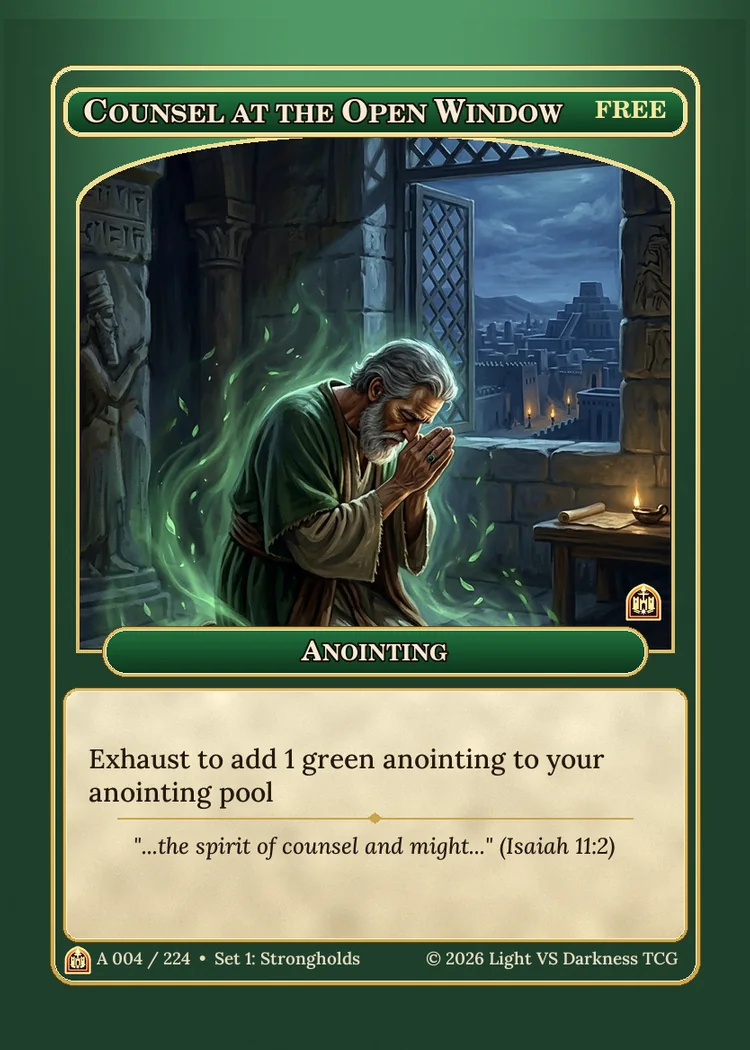 Counsel at the Open Window FREE
Anointing
Exhaust to add 1 green anointing to your
anointing pool
"...the spirit of counsel and might..." (Isaiah 11:2)
A 004 / 224 • Set 1: Strongholds © 2026 Light VS Darkness TCG